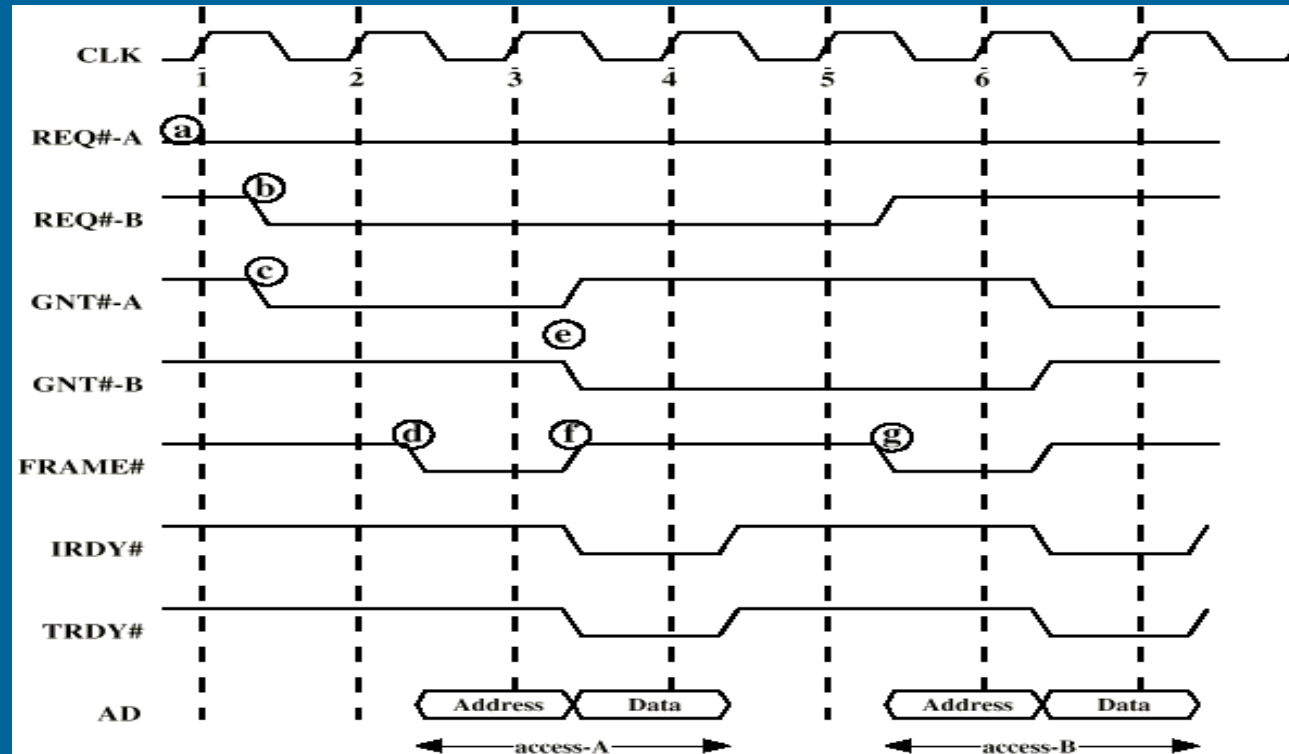 CLK
1 2 3 4 5 6 7
a
REQ#-A
b
REQ#-B
c
GNT#-A
e
GNT#-B
d f g
FRAME#
IRDY#
TRDY#
AD Address Data Address Data
access-A access-B